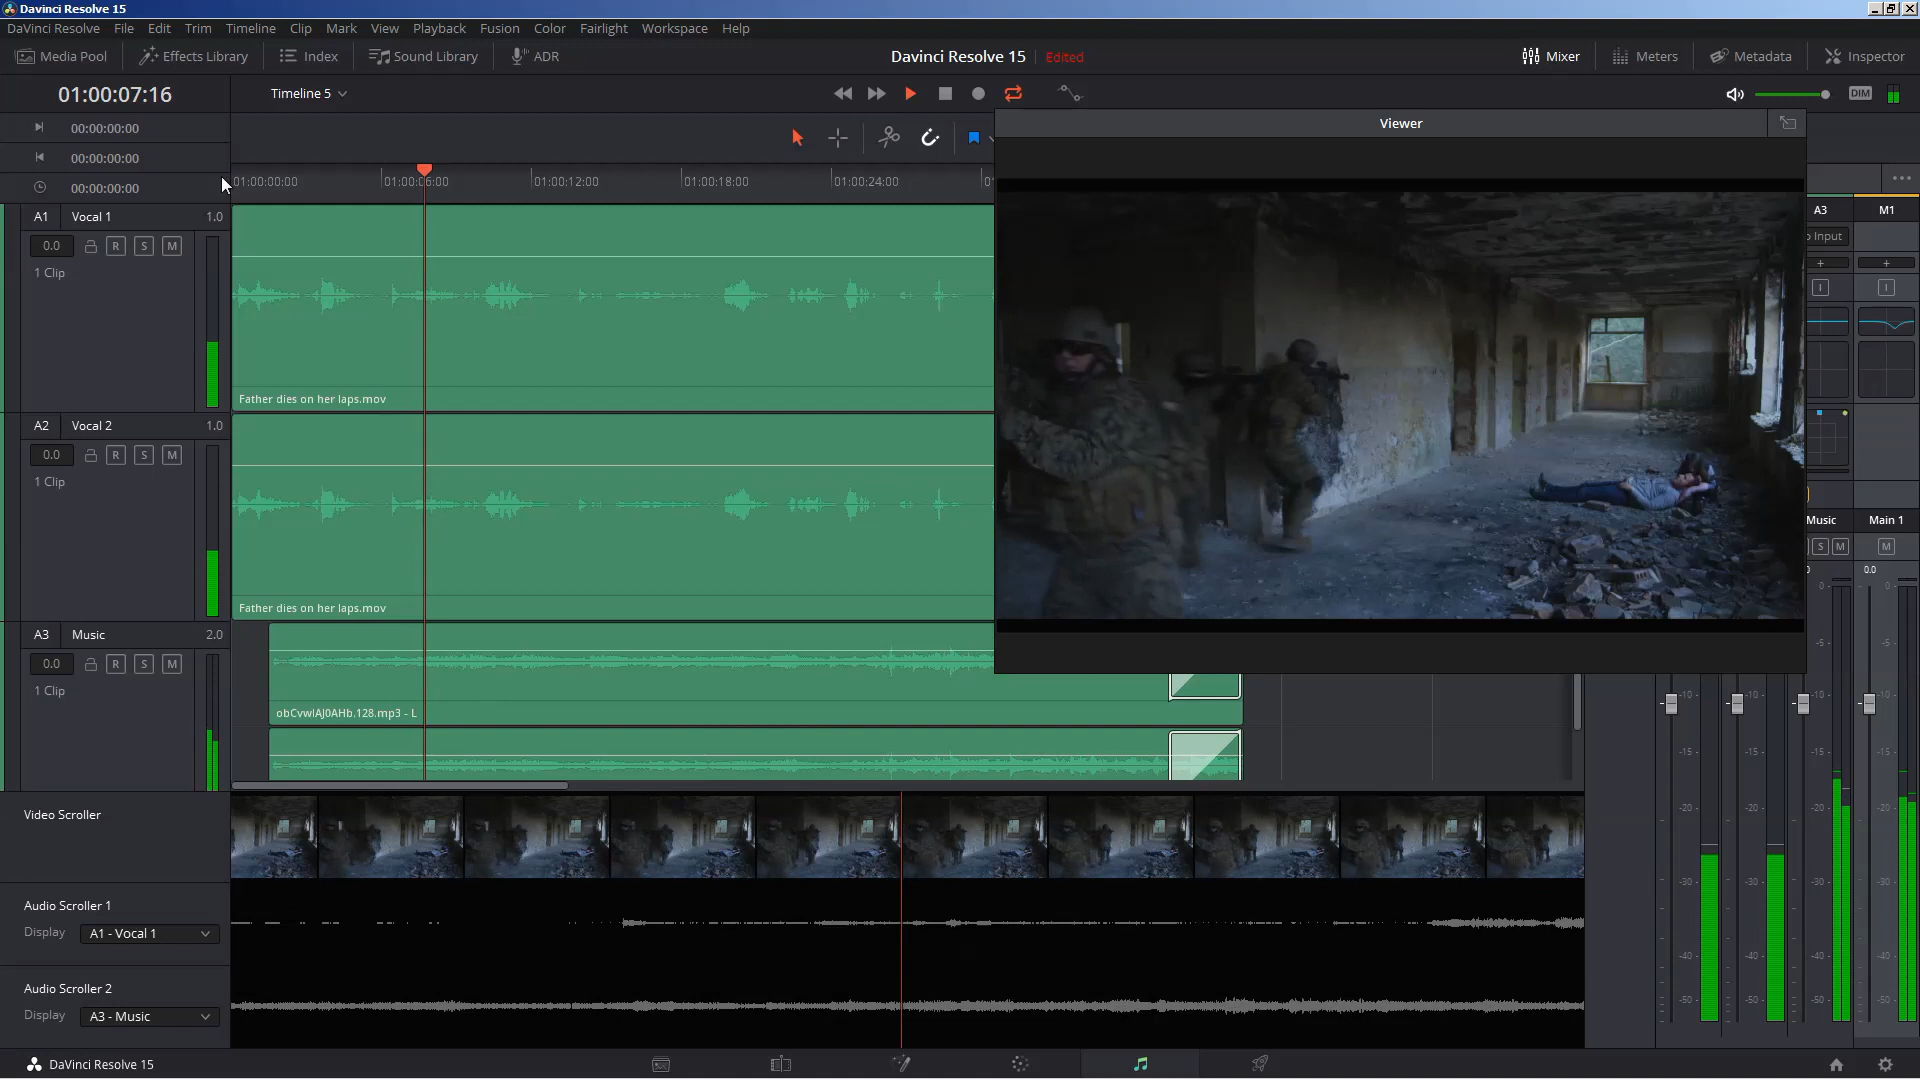 Davinci Resolve 15
DaVinci Resolve File Edit Trim Timeline Clip Mark View Playback Fusion Color Fairlight Workspace Help
Media Pool Effects Library Index Sound Library ADR Davinci Resolve 15 Edited Mixer Meters Metadata Inspector
01:00:07:16 Timeline 5 DIM
00:00:00:00
Viewer
00:00:00:00
00:00:00:00
01:00:00:00 01:00:06:00 01:00:12:00 01:00:18:00 01:00:24:00
A1 Vocal 1 1.0
0.0 R S M
1 Clip
Father dies on her laps.mov
A2 Vocal 2 1.0
0.0 R S M
1 Clip
Father dies on her laps.mov
A3 Music 2.0
0.0 R S M
1 Clip
obCvwIAJ0AHb.128.mp3 - L
A3 M1
Input
Music Main 1
S M M
0.0
0 0
-5 -5
-10 -10 -10 -10
-15 -15 -15 -15
-20 -20 -20 -20
-30 -30 -30 -30
-40 -40 -40 -40
-50 -50 -50 -50
Video Scroller
Audio Scroller 1
Display A1 - Vocal 1
Audio Scroller 2
Display A3 - Music
DaVinci Resolve 15